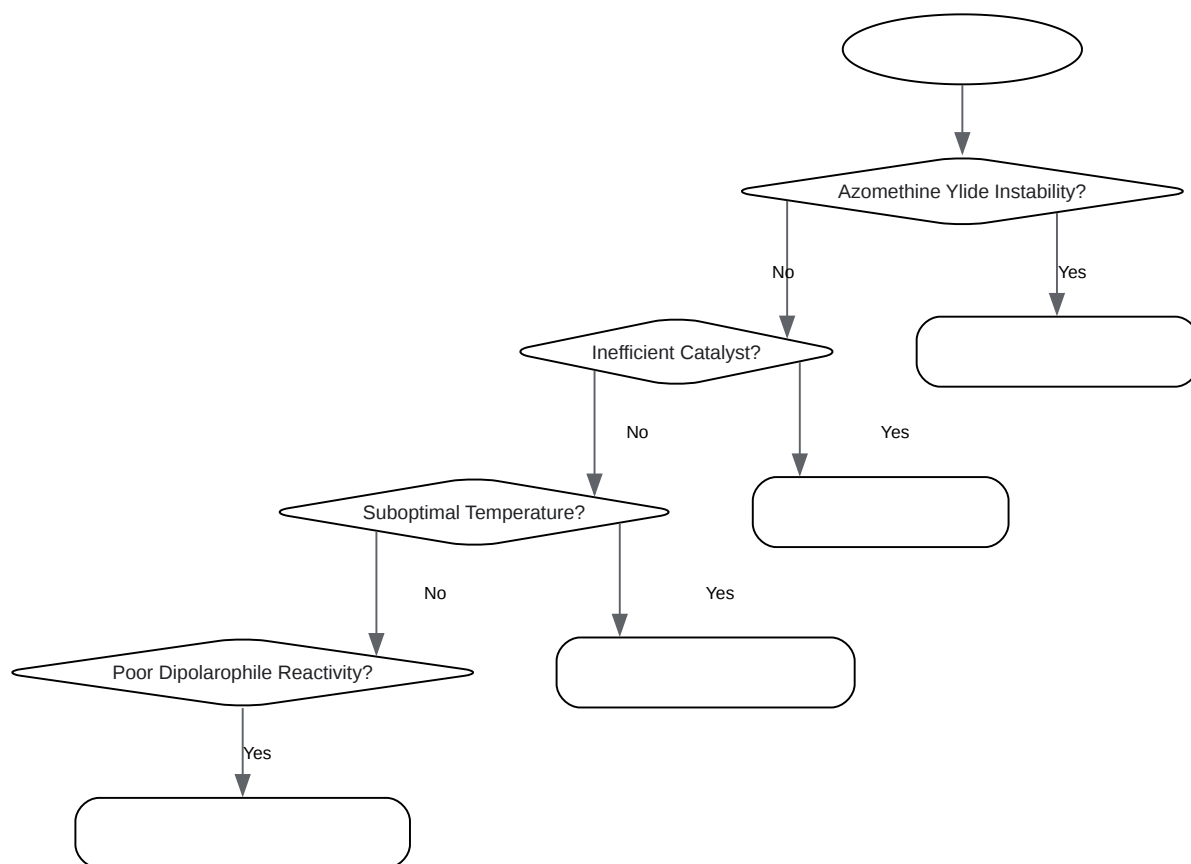 Azomethine Ylide Instability?
No
Yes
Inefficient Catalyst?
No
Yes
Suboptimal Temperature?
No
Yes
Poor Dipolarophile Reactivity?
Yes